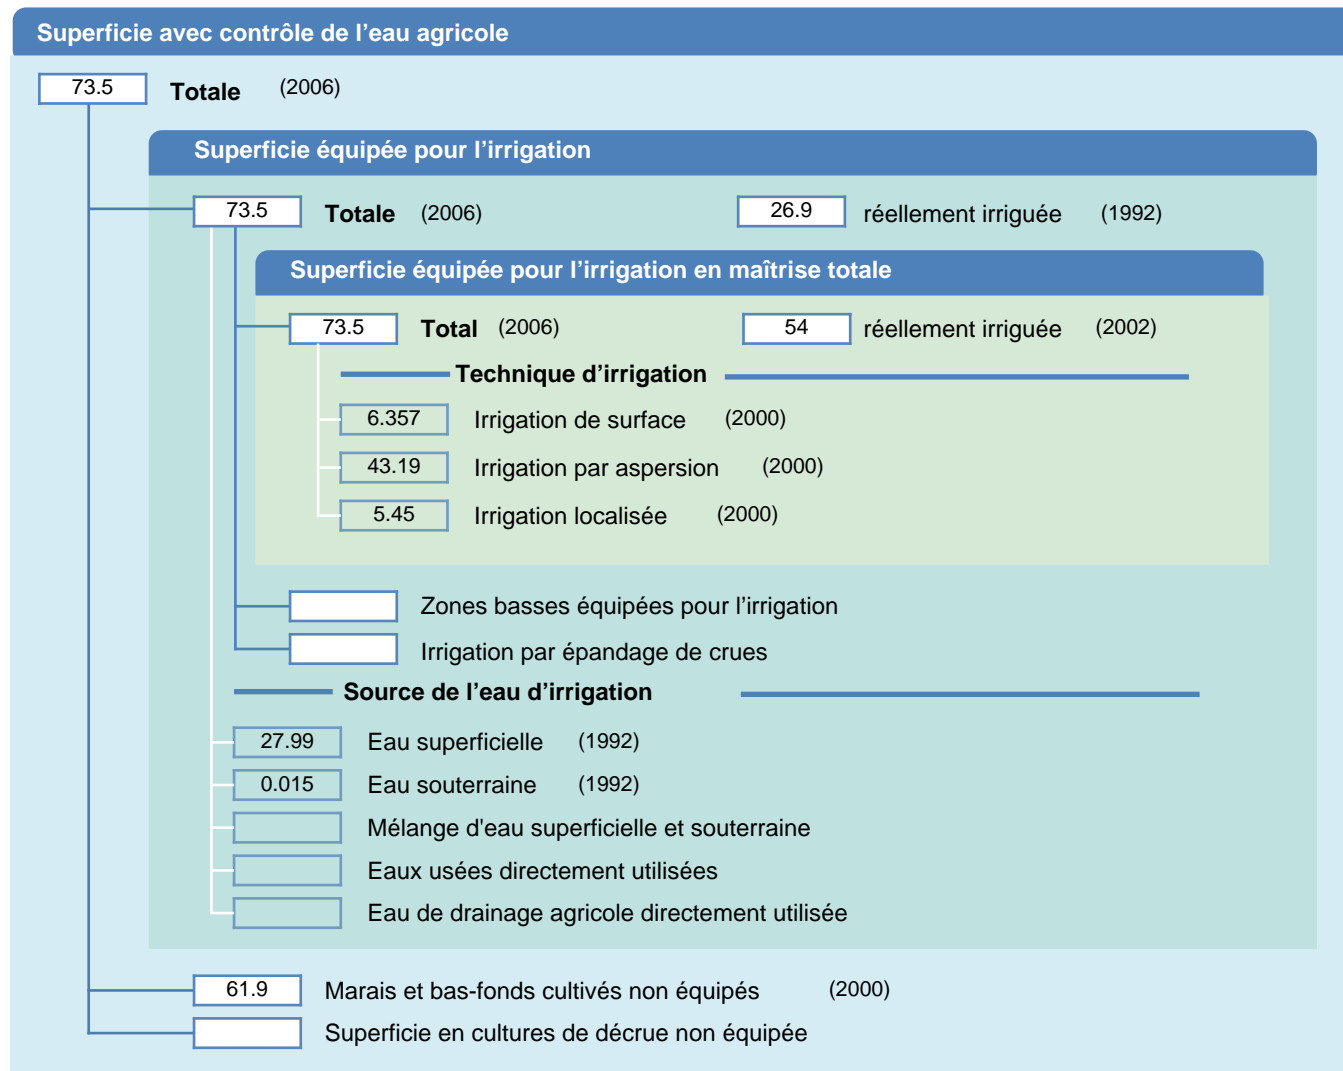 Superficie avec contrôle de l'eau agricole
73.5 Totale (2006)
Superficie équipée pour l'irrigation
73.5 Totale (2006) 26.9 réellement irriguée (1992)
Superficie équipée pour l'irrigation en maîtrise totale
73.5 Total (2006) 54 réellement irriguée (2002)
Technique d'irrigation
6.357 Irrigation de surface (2000)
43.19 Irrigation par aspersion (2000)
5.45 Irrigation localisée (2000)
Zones basses équipées pour l'irrigation
Irrigation par épandage de crues
Source de l'eau d'irrigation
27.99 Eau superficielle (1992)
0.015 Eau souterraine (1992)
Mélange d'eau superficielle et souterraine
Eaux usées directement utilisées
Eau de drainage agricole directement utilisée
61.9 Marais et bas-fonds cultivés non équipés (2000)
Superficie en cultures de décrue non équipée